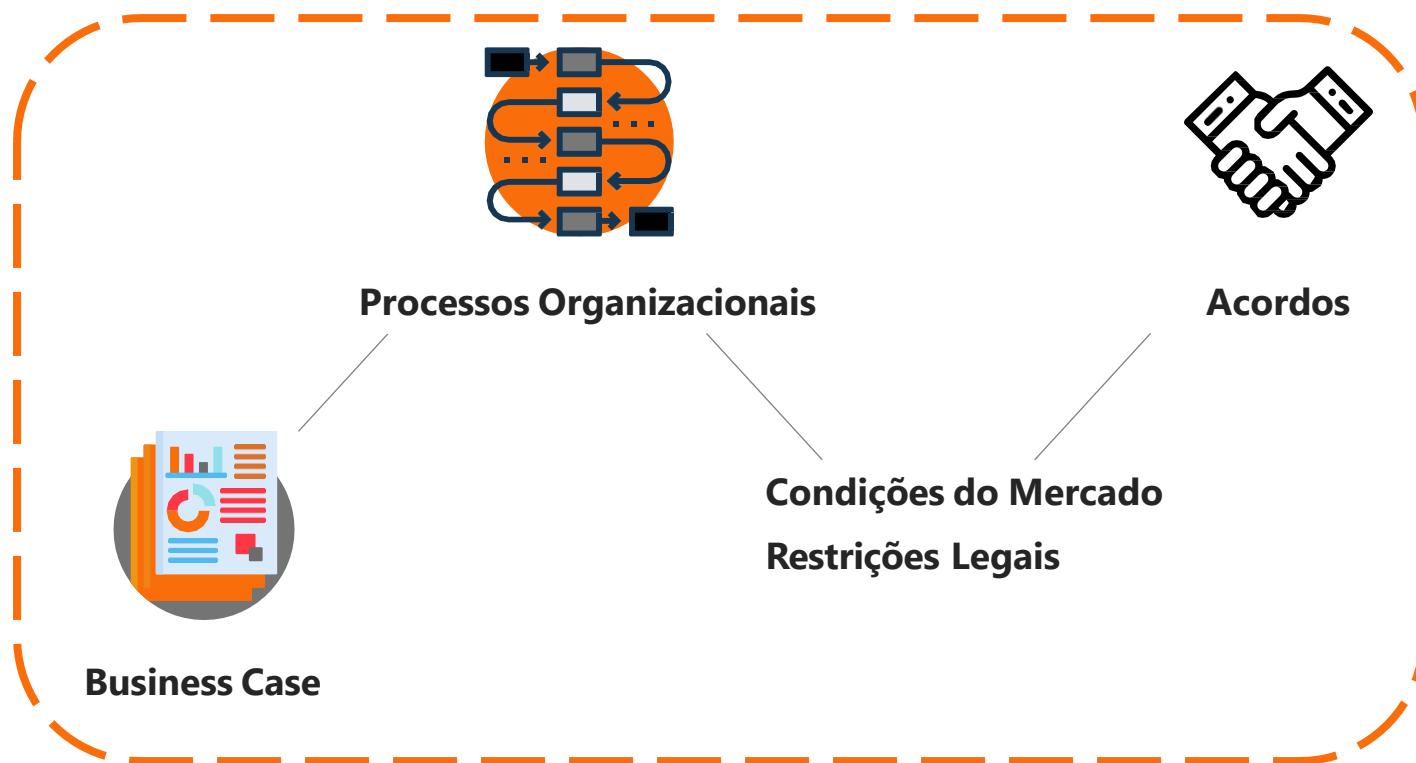 Processos Organizacionais
Acordos
Condições do Mercado
Restrições Legais
Business Case